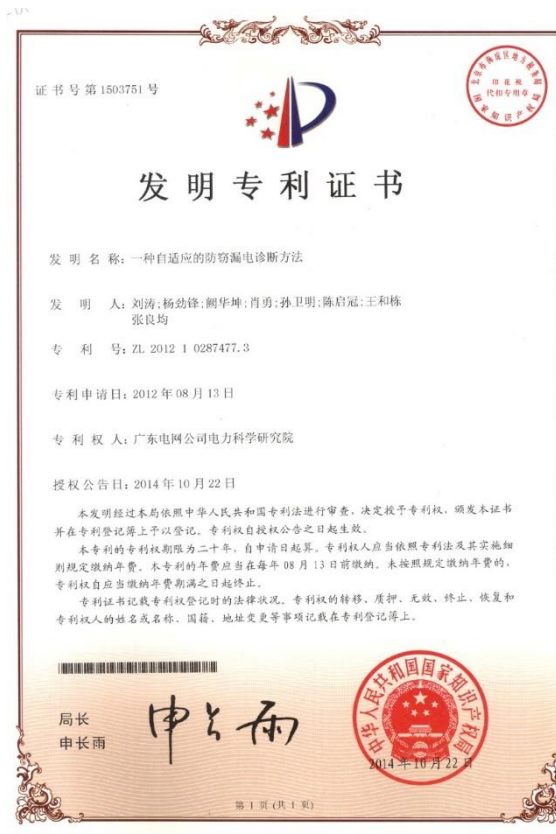 证书号第1503751号
印花税
代扣专用章
国家知识产权局
发明专利证书
发 明 名 称：一种自适应的防窃漏电诊断方法
发 明 人：刘涛;杨劲锋;阙华坤;肖勇;孙卫明;陈启冠;王和栋
张良均
专 利 号：ZL 2012 1 0287477.3
专利申请日：2012年08月13日
专 利 权 人：广东电网公司电力科学研究院
授权公告日：2014年10月22日
本发明经过本局依照中华人民共和国专利法进行审查，决定授予专利权，颁发本证书
并在专利登记簿上予以登记。专利权自授权公告之日起生效。
本专利的专利权期限为二十年，自申请日起算。专利权人应当依照专利法及其实施细
则规定缴纳年费。本专利的年费应当在每年08月13日前缴纳。未按照规定缴纳年费的，
专利权自应当缴纳年费期满之日起终止。
专利证书记载专利权登记时的法律状况。专利权的转移、质押、无效、终止、恢复和
专利权人的姓名或名称、国籍、地址变更等事项记载在专利登记簿上。
局长
申长雨
申长雨
中华人民共和国国家知识产权局
2014年10月22日
第1页(共1页)